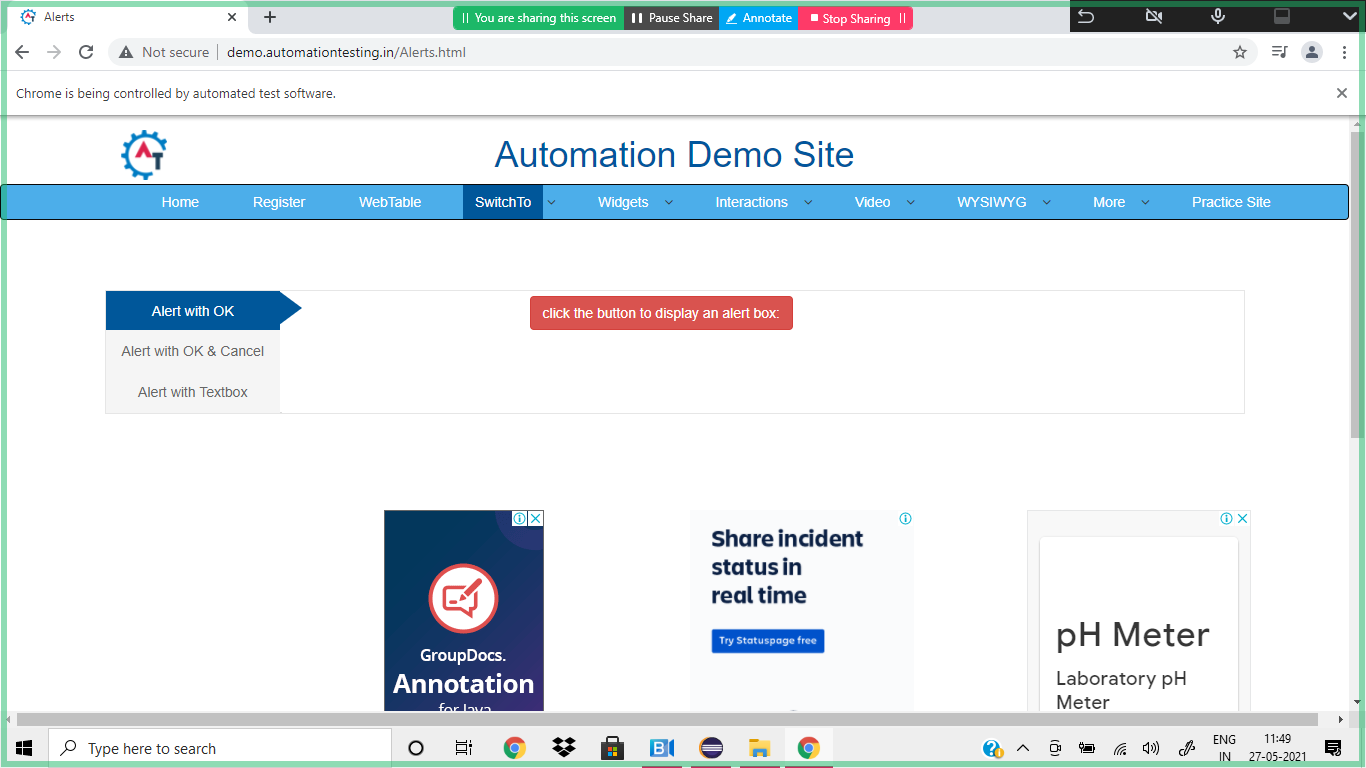 Alerts
You are sharing this screen
Pause Share
Annotate
Stop Sharing
Not secure
demo.automationtesting.in/Alerts.html
Chrome is being controlled by automated test software.
AT
Automation Demo Site
Home Register WebTable SwitchTo Widgets Interactions Video WYSIWYG More Practice Site
Alert with OK
click the button to display an alert box:
Alert with OK & Cancel
Alert with Textbox
GroupDocs.
Annotation
for Java
Share incident
status in
real time
Try Statuspage free
pH Meter
Laboratory pH
Meter
Type here to search
ENG
IN
11:49
27-05-2021